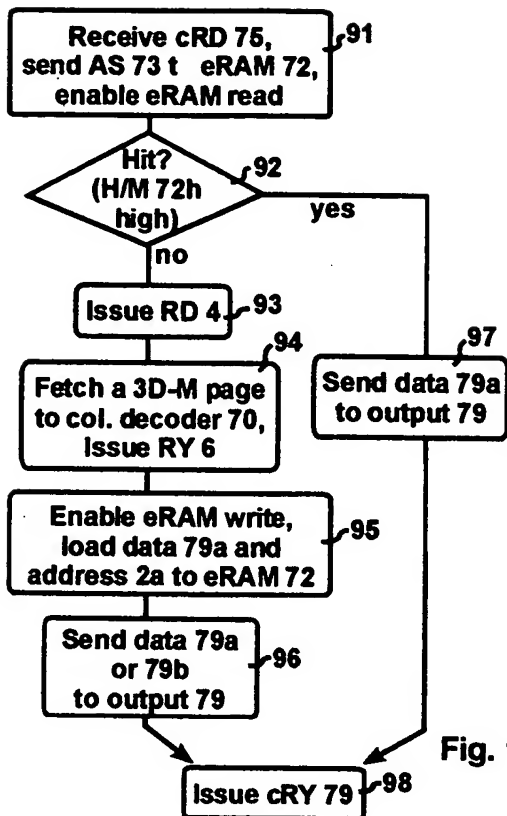 Receive cRD 75,
send AS 73 t eRAM 72,
enable eRAM read
91
Hit?
(H/M 72h
high)
92
yes
no
Issue RD 4
93
94
Fetch a 3D-M page
to col. decoder 70,
Issue RY 6
97
Send data 79a
to output 79
Enable eRAM write,
load data 79a and
address 2a to eRAM 72
95
Send data 79a
or 79b
to output 79
96
Fig.
Issue cRY 79
98